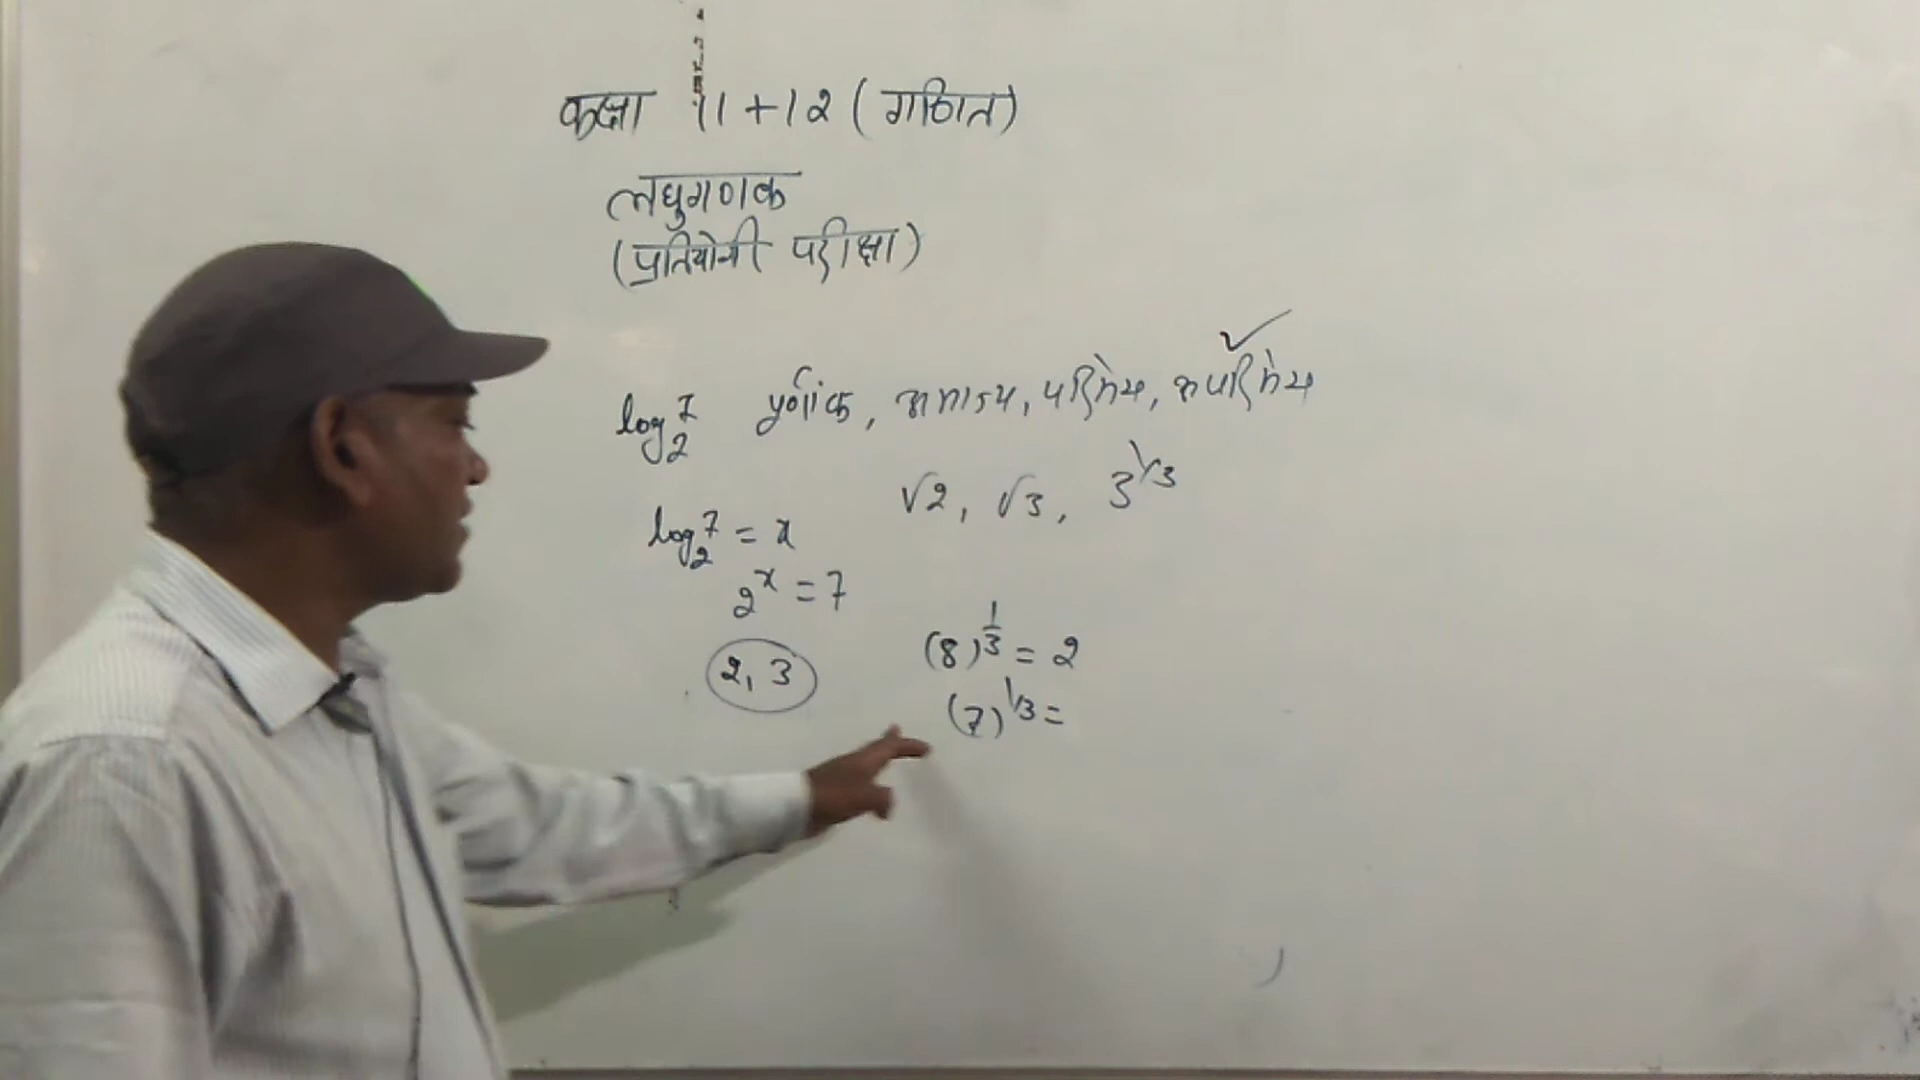 कक्षा 11+12 (गणित)
लघुगणक
(प्रतियोगी परीक्षा)
log₂7 पूर्णांक, अभाज्य, परिमेय, अपरिमेय ✓
√2, √3, 3^1/3
log₂7 = x
2^x = 7
(8)^1/3 = 2
2, 3
(7)^1/3 =